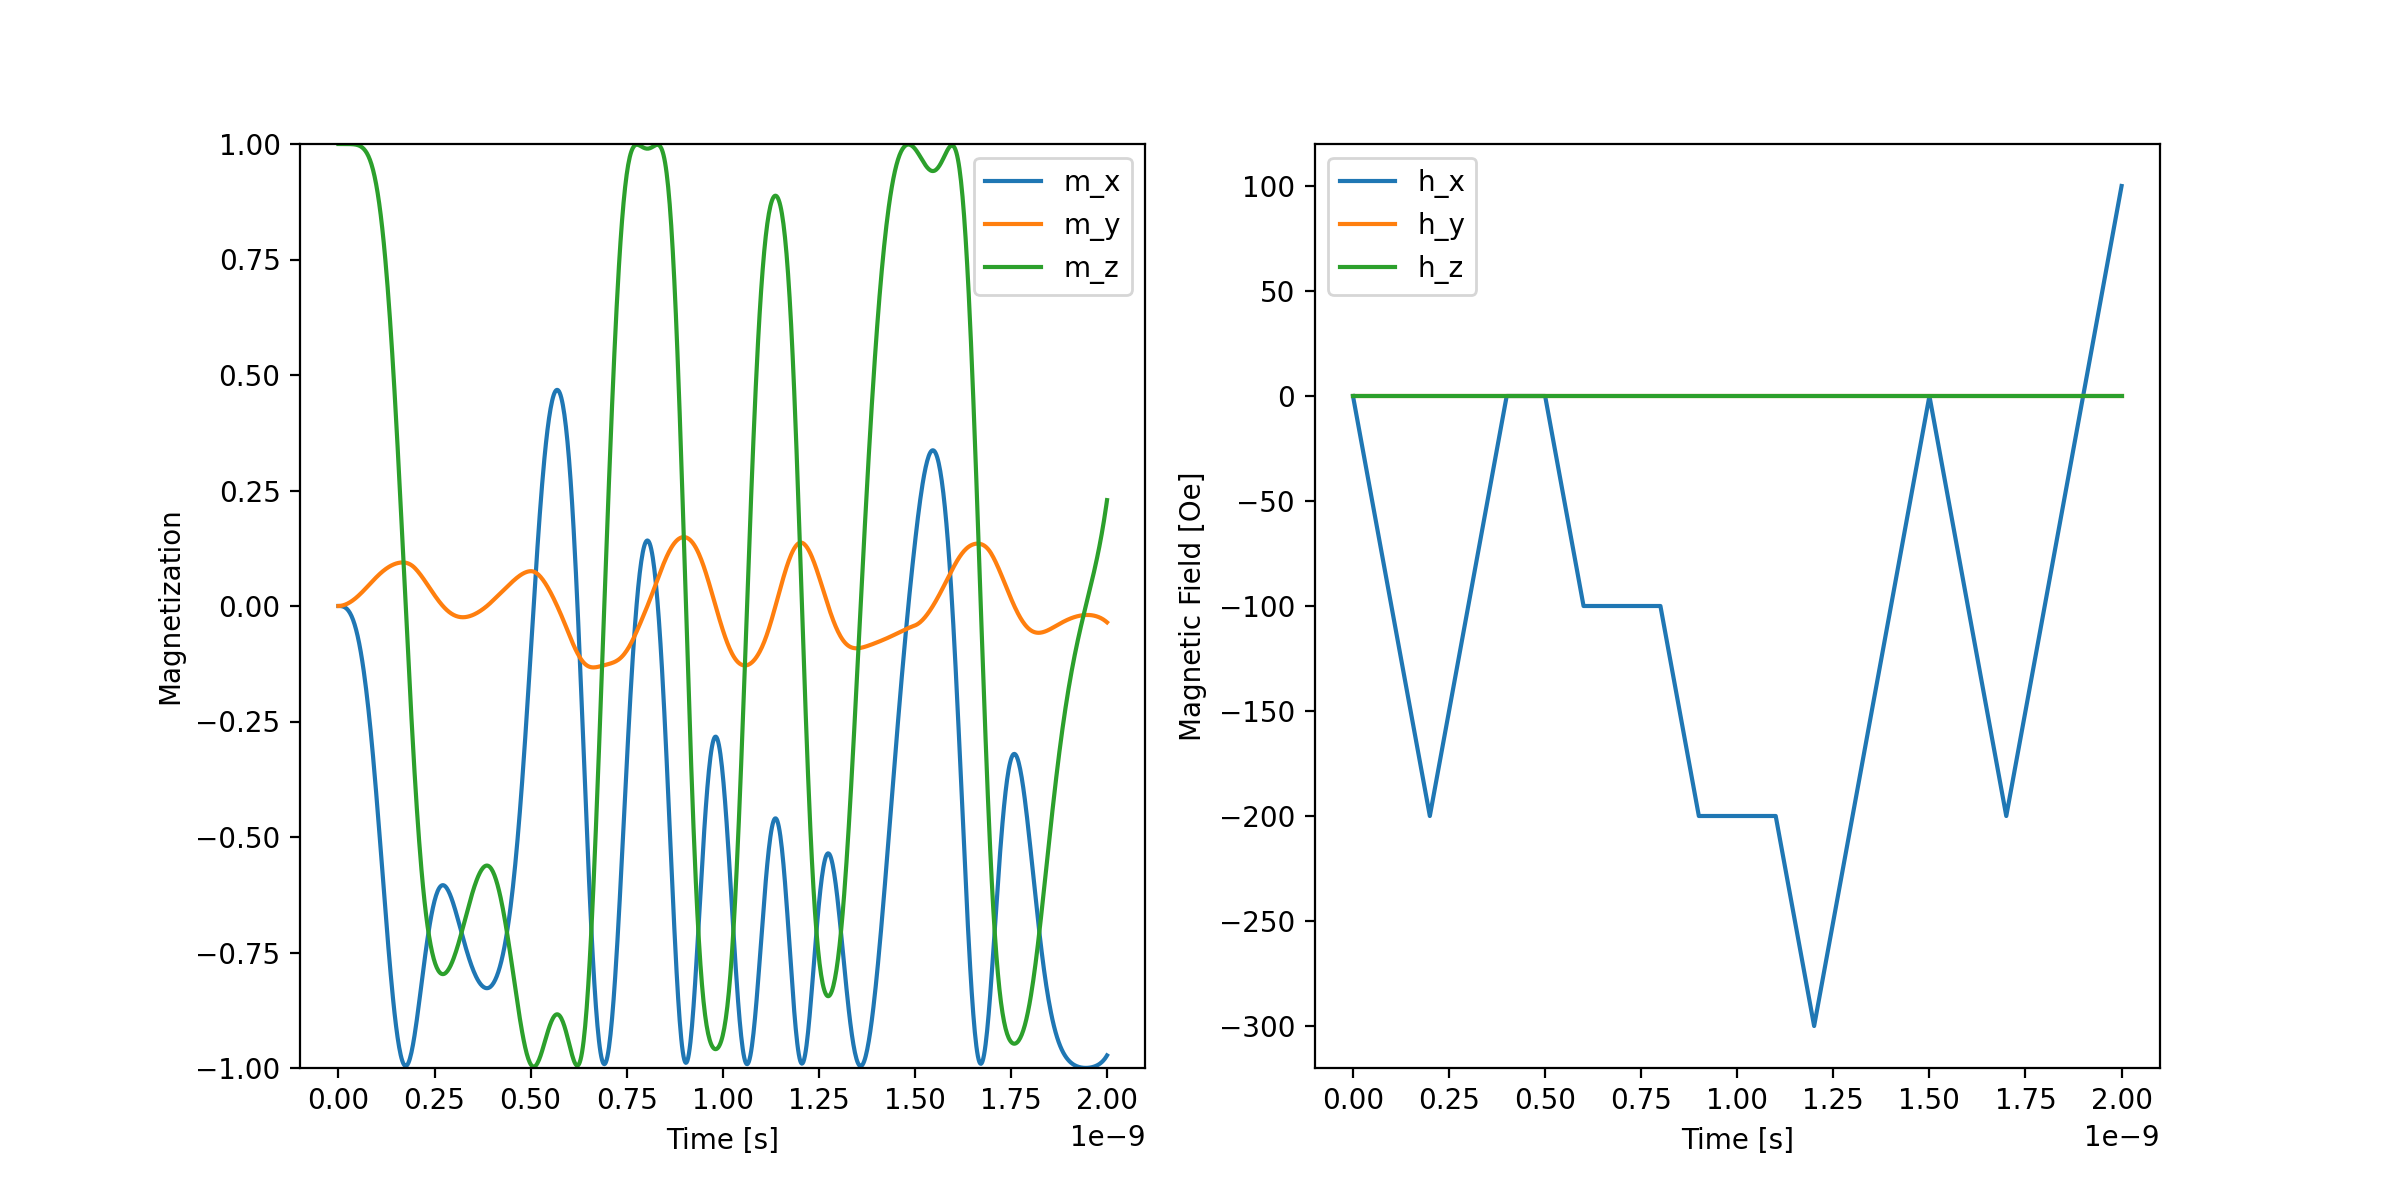 1.00
0.75
0.50
0.25
0.00
−0.25
−0.50
−0.75
−1.00
Magnetization
m_x
m_y
m_z
0.00 0.25 0.50 0.75 1.00 1.25 1.50 1.75 2.00
Time [s]
1e−9
100
50
0
−50
−100
−150
−200
−250
−300
Magnetic Field [Oe]
h_x
h_y
h_z
0.00 0.25 0.50 0.75 1.00 1.25 1.50 1.75 2.00
Time [s]
1e−9